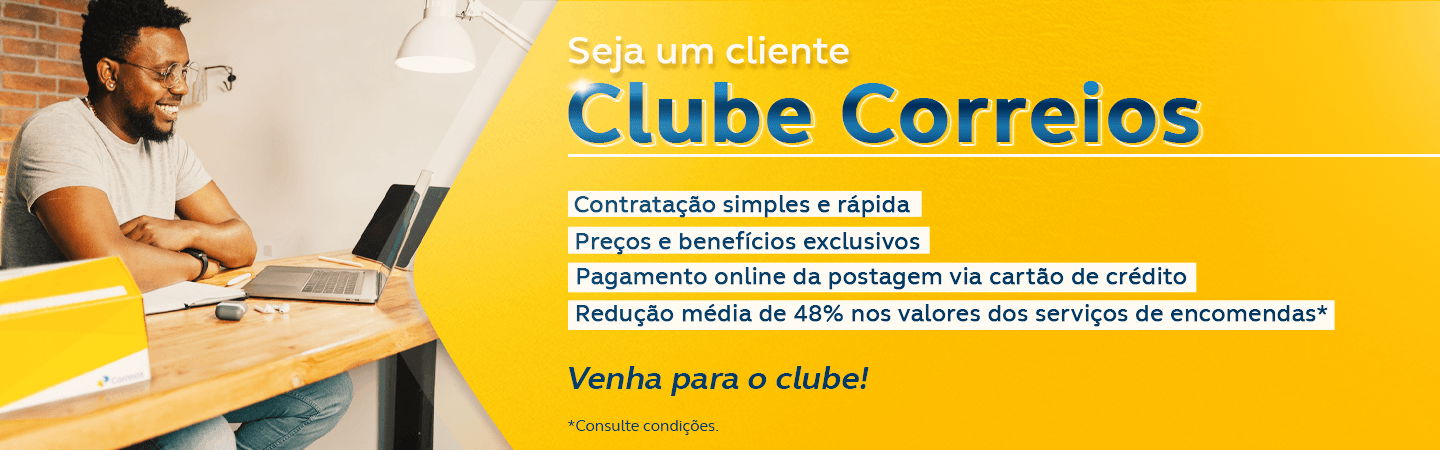 Seja um cliente
Clube Correios
Contratação simples e rápida
Preços e benefícios exclusivos
Pagamento online da postagem via cartão de crédito
Redução média de 48% nos valores dos serviços de encomendas*
Venha para o clube!
*Consulte condições.
Correios